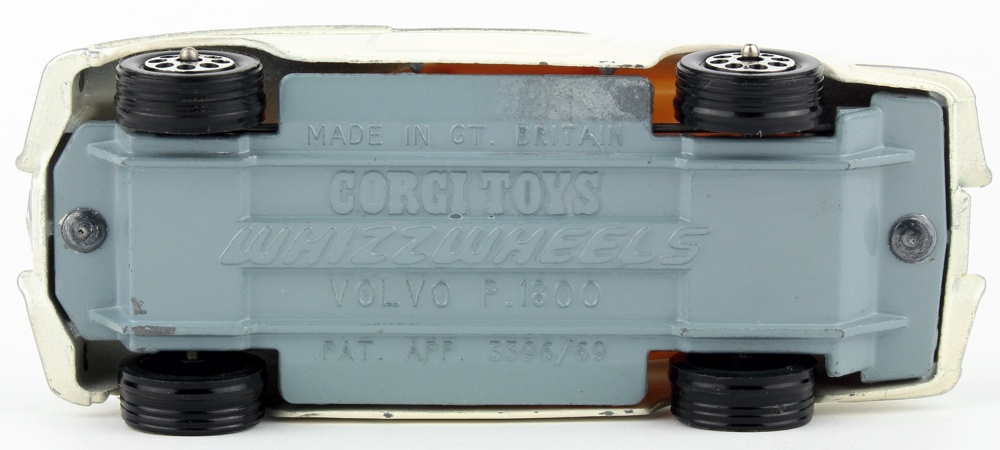 MADE IN GT. BRITAIN
CORGI TOYS
WHIZZWHEELS
VOLVO P.1800
PAT. APP. 3396/69